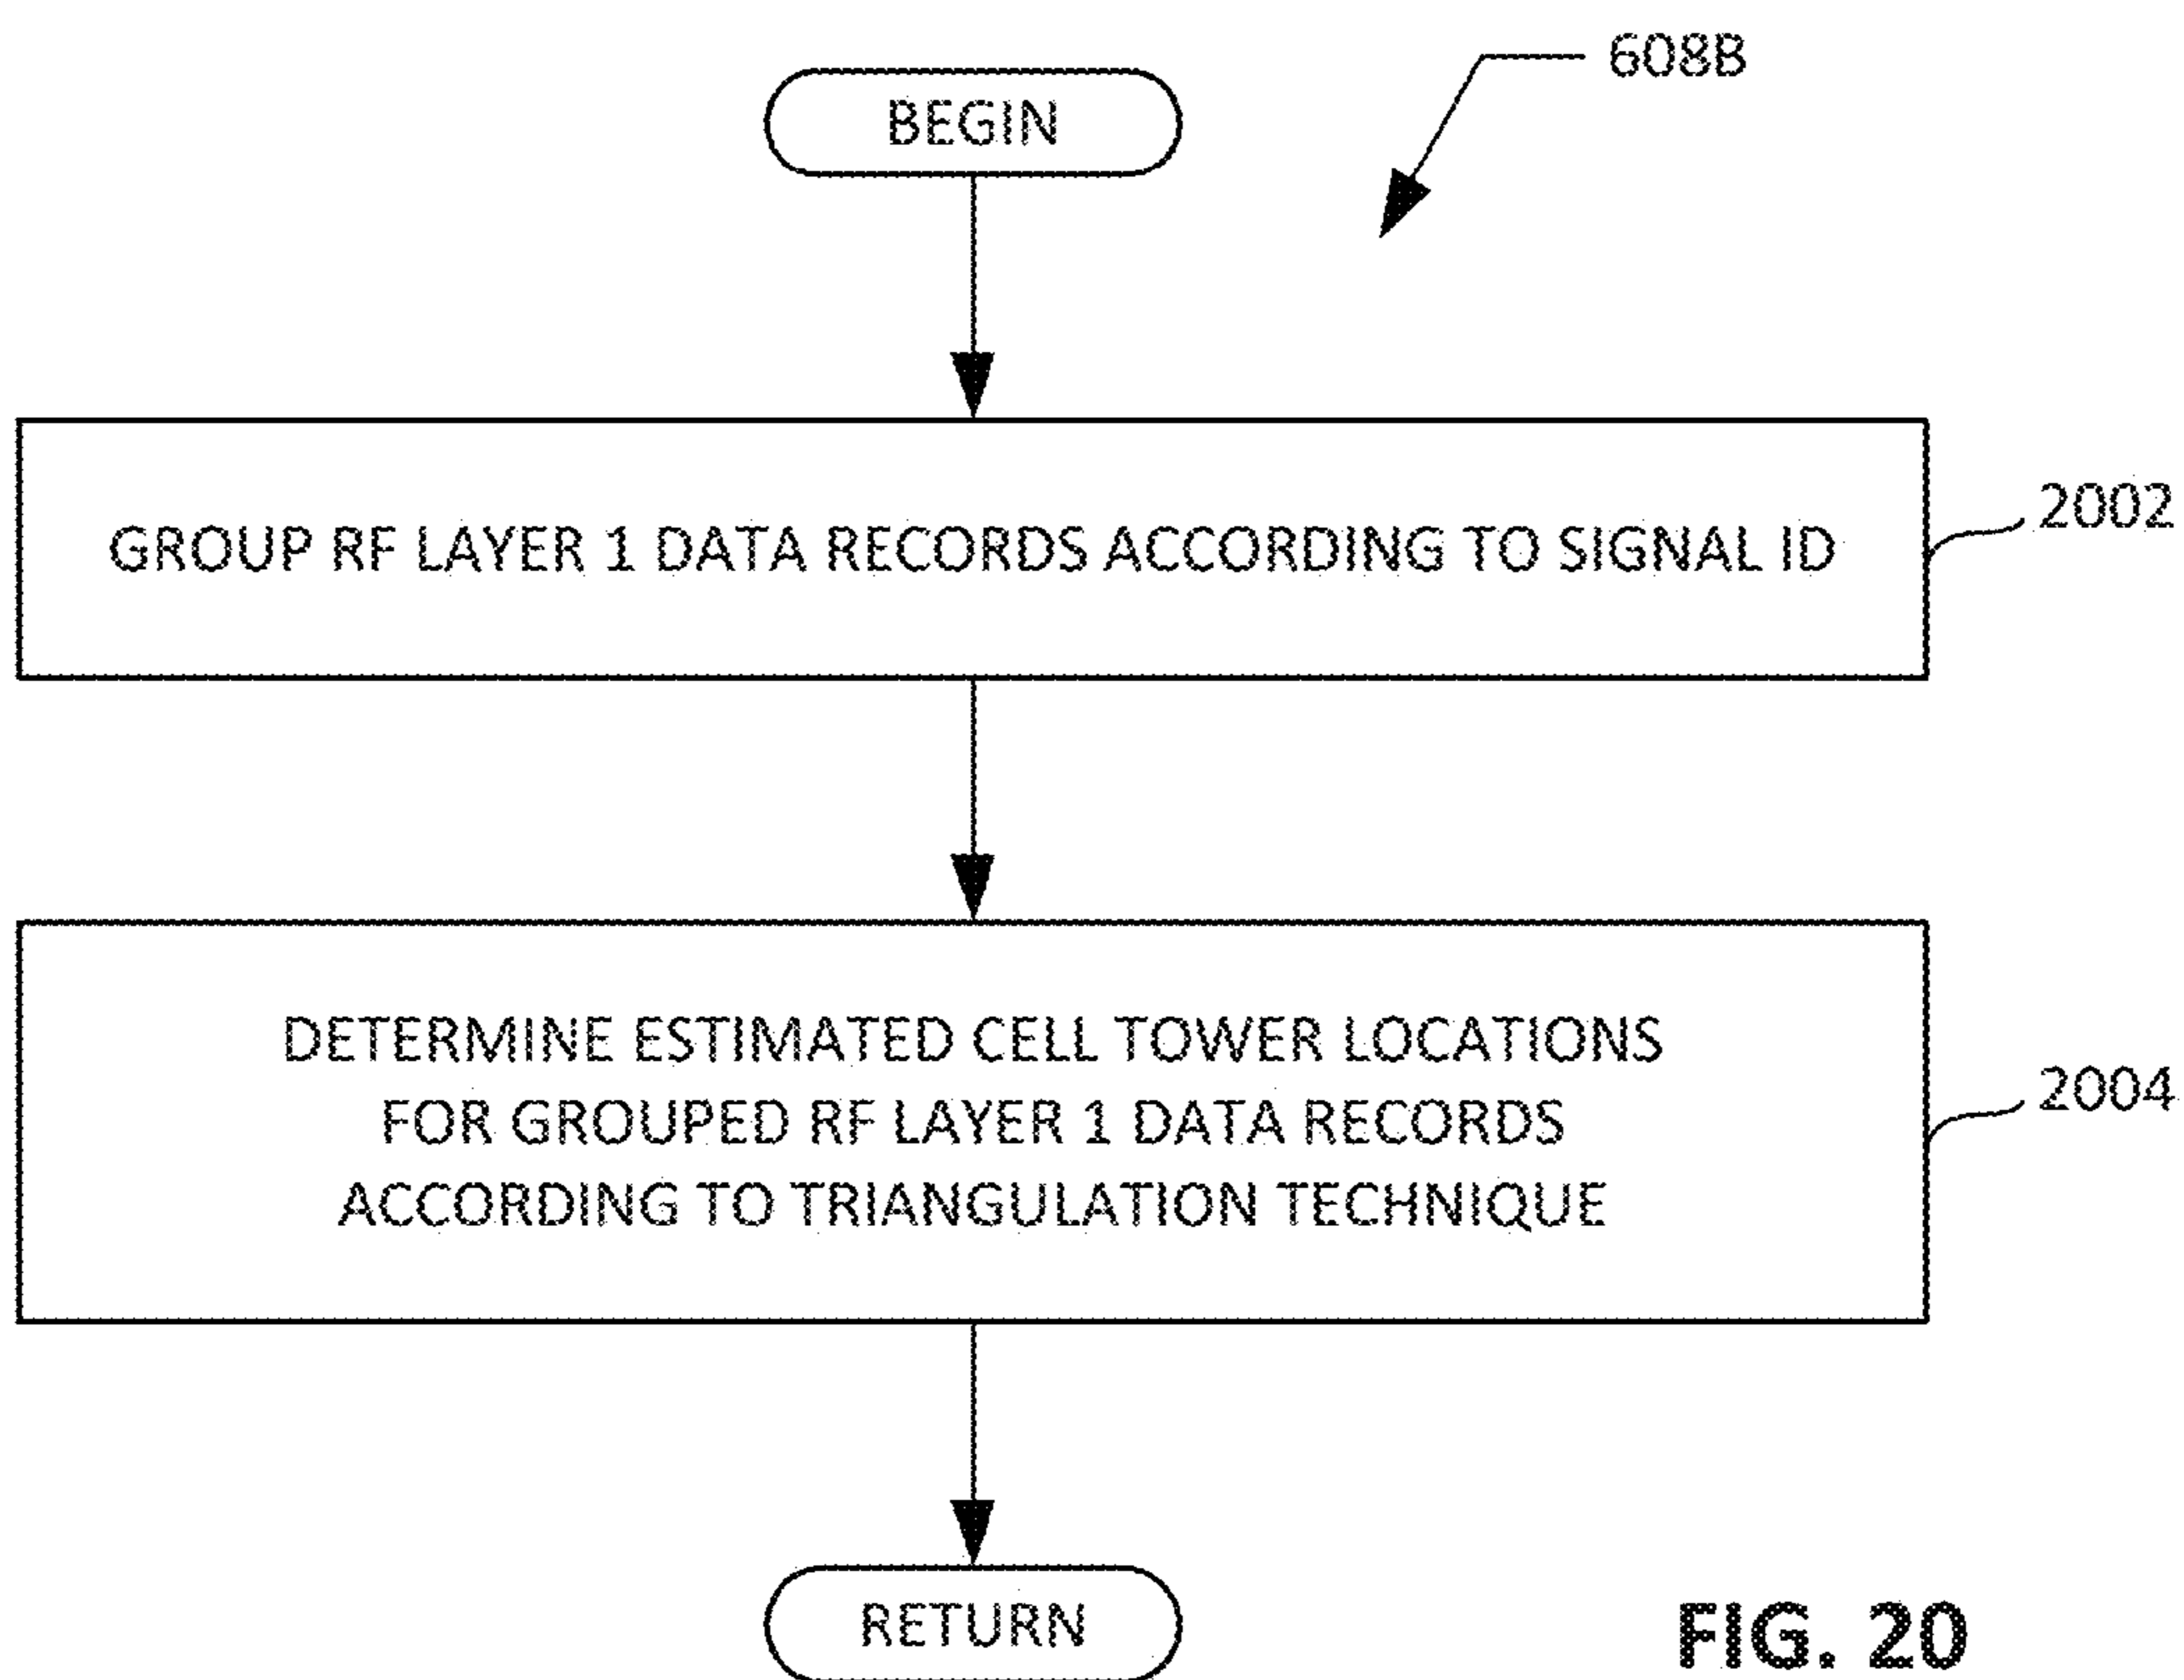 608B
BEGIN
GROUP RF LAYER 1 DATA RECORDS ACCORDING TO SIGNAL ID
2002
DETERMINE ESTIMATED CELL TOWER LOCATIONS
FOR GROUPED RF LAYER 1 DATA RECORDS
ACCORDING TO TRIANGULATION TECHNIQUE
2004
RETURN
FIG. 20